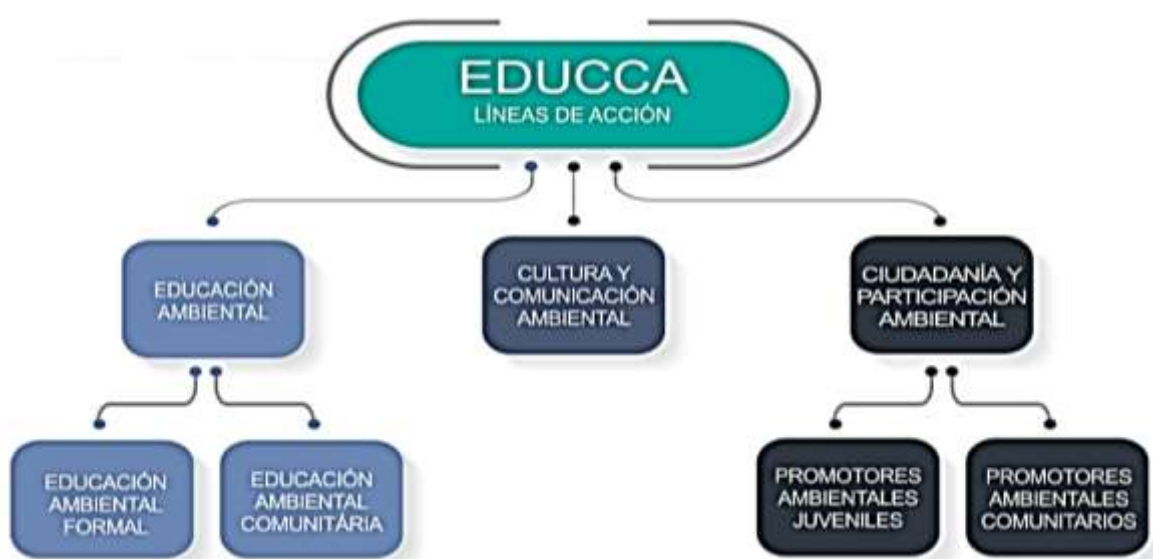 EDUCCA
LÍNEAS DE ACCIÓN
EDUCACIÓN
AMBIENTAL
CULTURA Y
COMUNICACIÓN
AMBIENTAL
CIUDADANÍA Y
PARTICIPACIÓN
AMBIENTAL
EDUCACIÓN
AMBIENTAL
FORMAL
EDUCACIÓN
AMBIENTAL
COMUNITÁRIA
PROMOTORES
AMBIENTALES
JUVENILES
PROMOTORES
AMBIENTALES
COMUNITARIOS